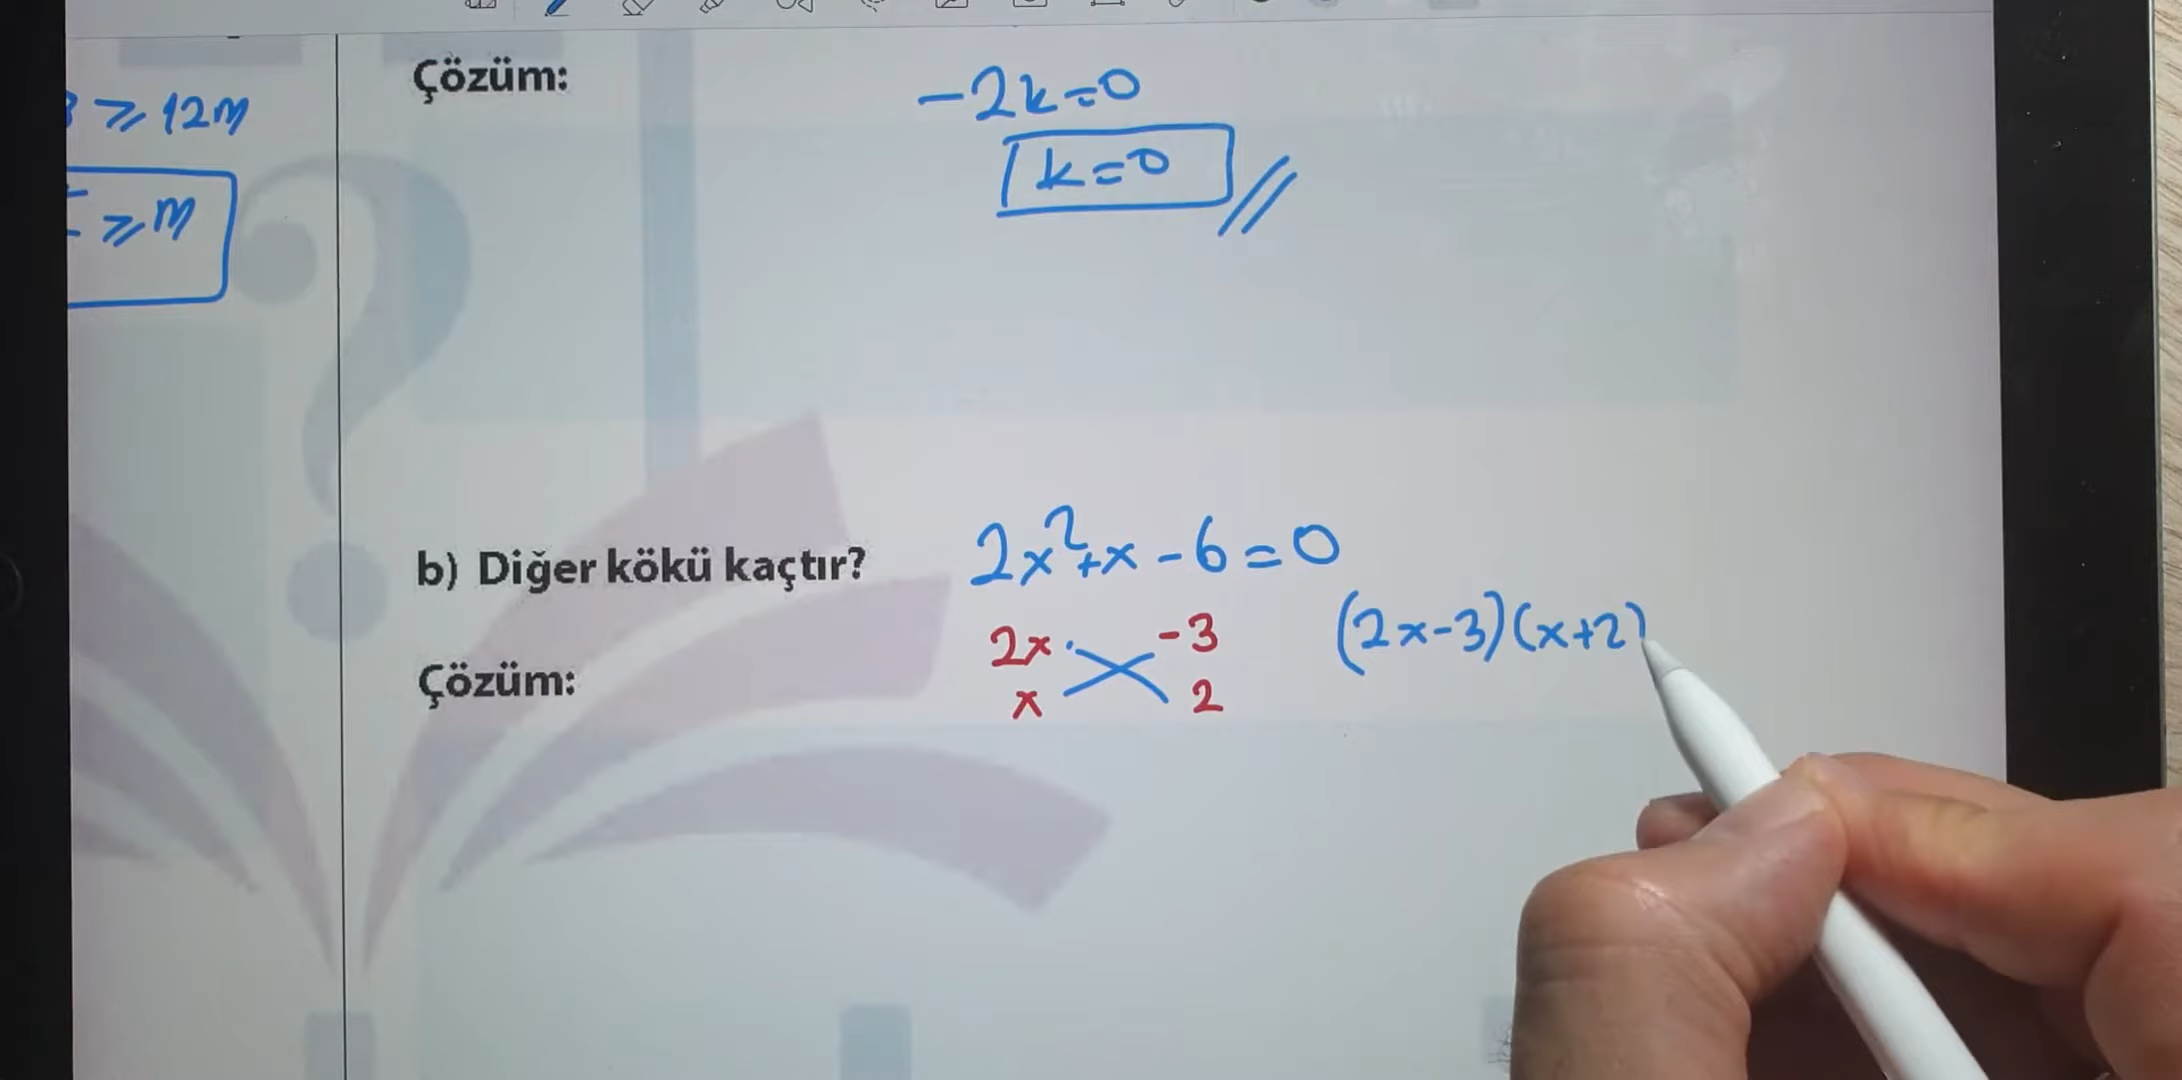 ≥ 12m
≥ m
Çözüm:
-2k=0
k=0
b) Diğer kökü kaçtır?
2x²+x-6=0
2x -3
x 2
(2x-3)(x+2)
Çözüm: